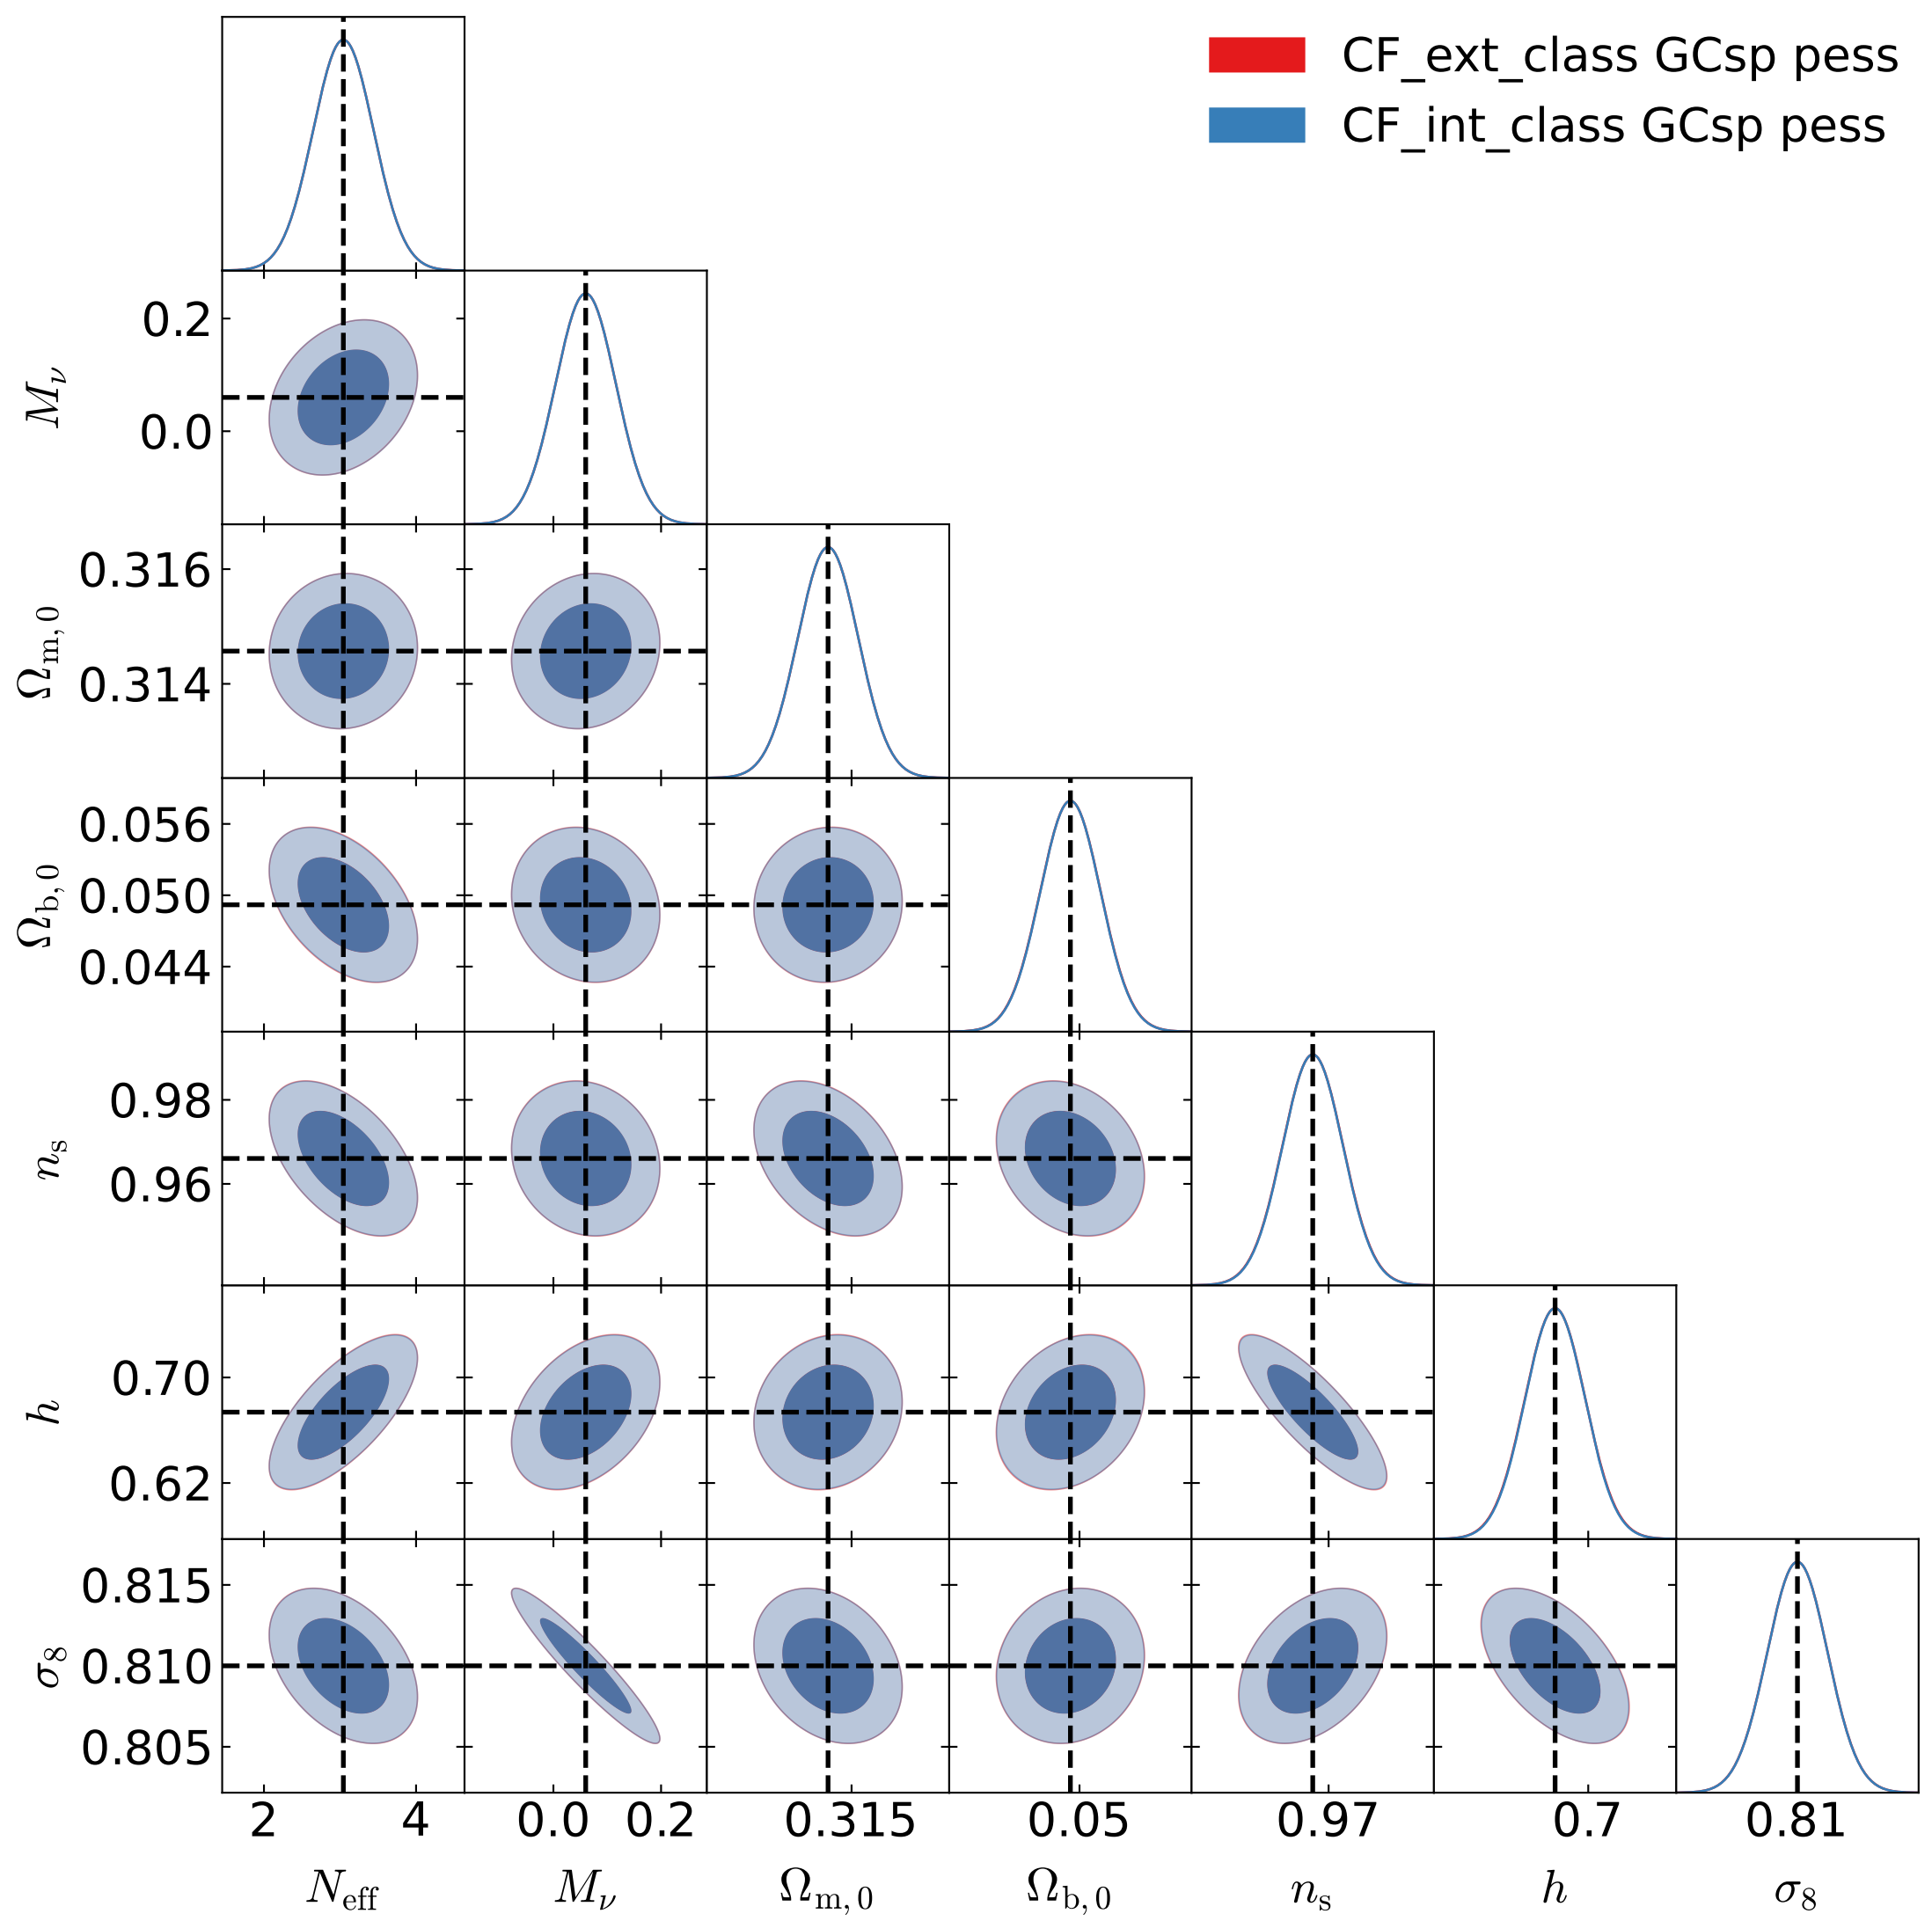 CF_ext_class GCsp pess
CF_int_class GCsp pess
0.2
0.0
M_ν
0.316
0.314
Ω_m,0
0.056
0.050
0.044
Ω_b,0
0.98
0.96
n_s
0.70
0.62
h
0.815
0.810
0.805
σ_8
2 4 0.0 0.2 0.315 0.05 0.97 0.7 0.81
N_eff M_ν Ω_m,0 Ω_b,0 n_s h σ_8